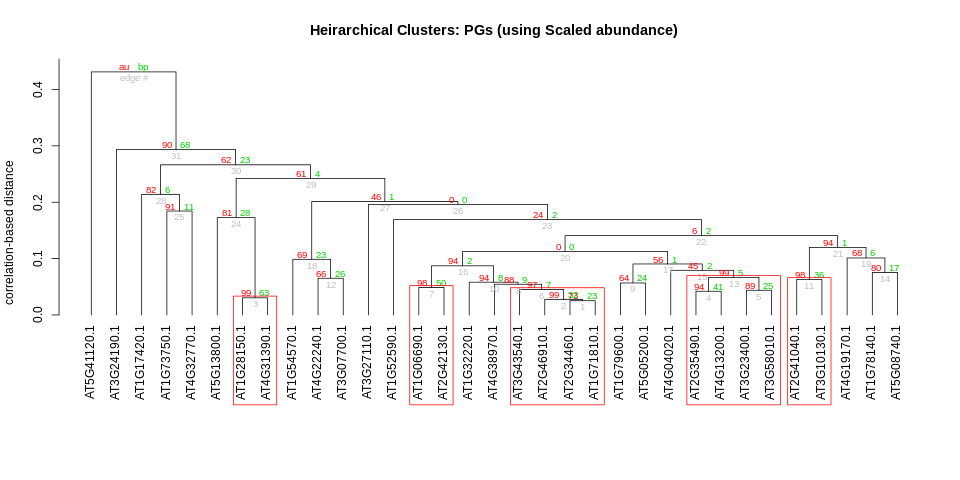 Heirarchical Clusters: PGs (using Scaled abundance)
correlation-based distance
0.4
0.3
0.2
0.1
0.0
au bp
edge #
90 68
31
62 23
30
61 4
29
82 6
28
46 1
27
0 0
26
91 11
25
81 28
24
24 2
23
6 2
22
94 1
21
0 0
20
68 6
19
69 23
18
56 1
17
94 2
16
45 2
15
80 17
14
99 5
13
66 26
12
98 36
11
94 8
10
64 24
9
88 9
8
98 50
7
97 7
6
89 25
5
94 41
4
99 63
3
99
2
23
1
AT5G41120.1
AT3G24190.1
AT1G17420.1
AT1G73750.1
AT4G32770.1
AT5G13800.1
AT1G28150.1
AT4G31390.1
AT1G54570.1
AT4G22240.1
AT3G07700.1
AT3G27110.1
AT1G52590.1
AT1G06690.1
AT2G42130.1
AT1G32220.1
AT4G38970.1
AT3G43540.1
AT2G46910.1
AT2G34460.1
AT1G71810.1
AT1G79600.1
AT5G05200.1
AT5G04020.1
AT2G35490.1
AT4G13200.1
AT3G23400.1
AT3G58010.1
AT2G41040.1
AT3G10130.1
AT4G19170.1
AT1G78140.1
AT5G08740.1